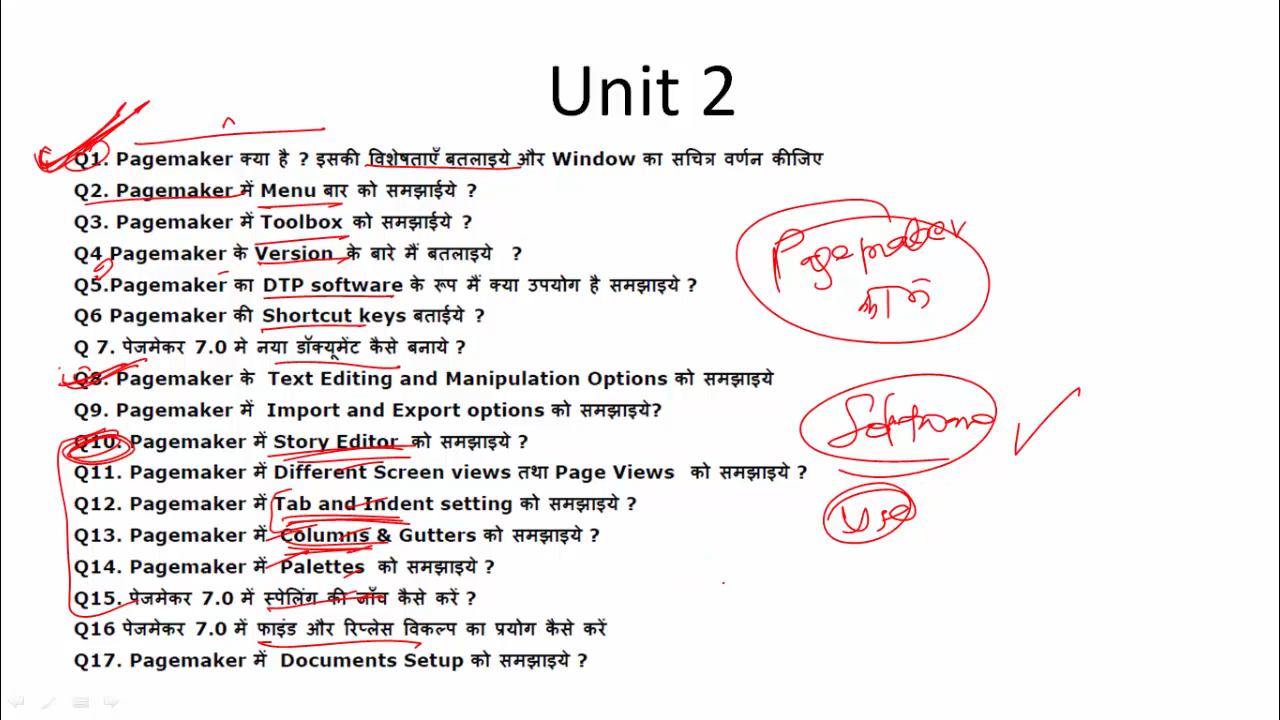 Unit 2
Q1. Pagemaker क्या है ? इसकी विशेषताएँ बतलाइये और Window का सचित्र वर्णन कीजिए
Q2. Pagemaker में Menu बार को समझाईये ?
Q3. Pagemaker में Toolbox को समझाईये ?
Q4 Pagemaker के Version के बारे मैं बतलाइये ?
Q5.Pagemaker का DTP software के रूप मैं क्या उपयोग है समझाइये ?
Q6 Pagemaker की Shortcut keys बताईये ?
Q 7. पेजमेकर 7.0 मे नया डॉक्यूमेंट कैसे बनाये ?
Q8. Pagemaker के Text Editing and Manipulation Options को समझाइये
Q9. Pagemaker में Import and Export options को समझाइये?
Q10. Pagemaker में Story Editor को समझाइये ?
Q11. Pagemaker में Different Screen views तथा Page Views को समझाइये ?
Q12. Pagemaker में Tab and Indent setting को समझाइये ?
Q13. Pagemaker में Columns & Gutters को समझाइये ?
Q14. Pagemaker में Palettes को समझाइये ?
Q15. पेजमेकर 7.0 में स्पेलिंग की जाँच कैसे करें ?
Q16 पेजमेकर 7.0 में फाइंड और रिप्लेस विकल्प का प्रयोग कैसे करें
Q17. Pagemaker में Documents Setup को समझाइये ?
Pagemaker
Software
Use